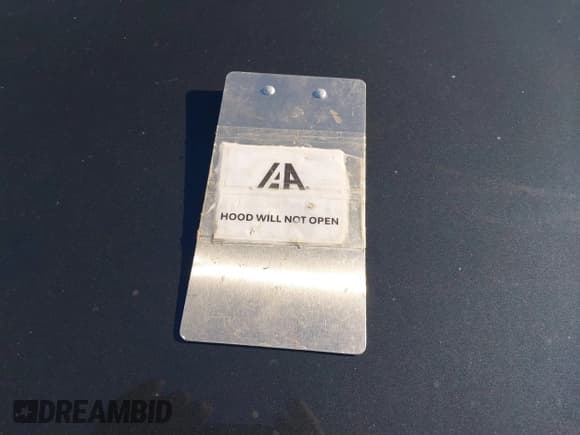 IAA
HOOD WILL NOT OPEN
DREAMBID